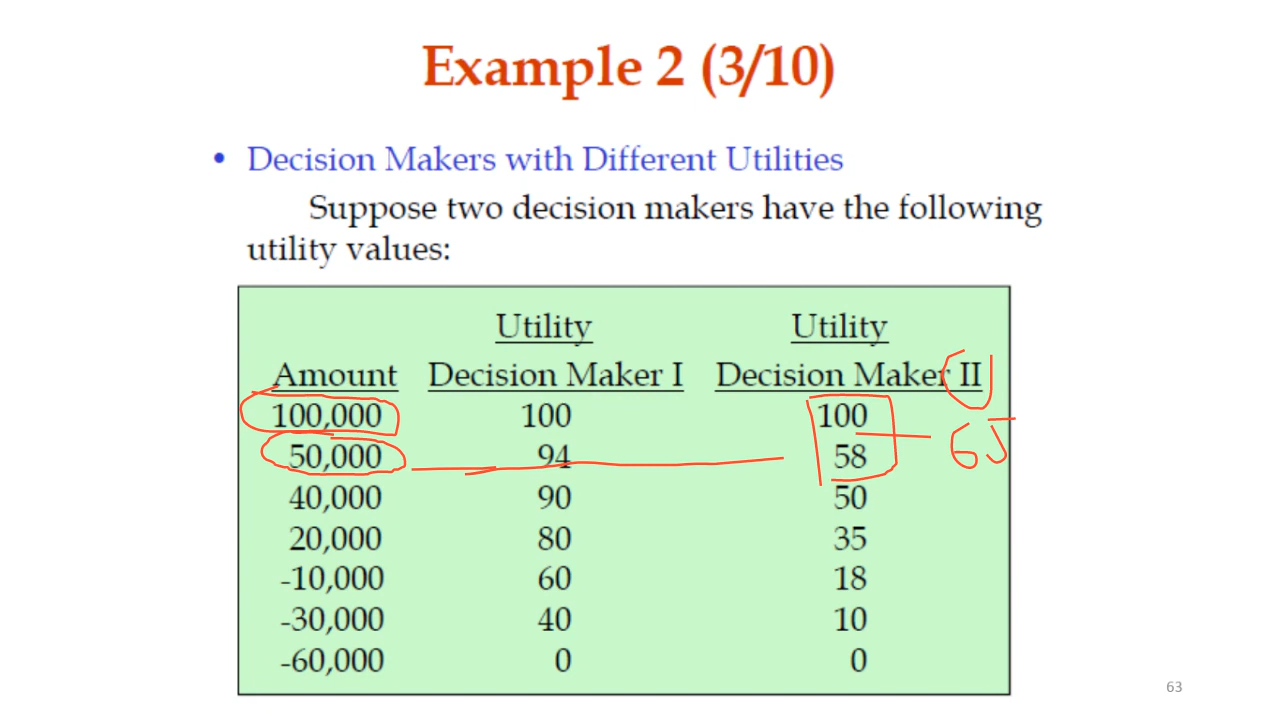 Example 2 (3/10)
• Decision Makers with Different Utilities
Suppose two decision makers have the following
utility values:
Utility Utility
Amount Decision Maker I Decision Maker II
100,000 100 100
50,000 94 58
40,000 90 50
20,000 80 35
-10,000 60 18
-30,000 40 10
-60,000 0 0
63